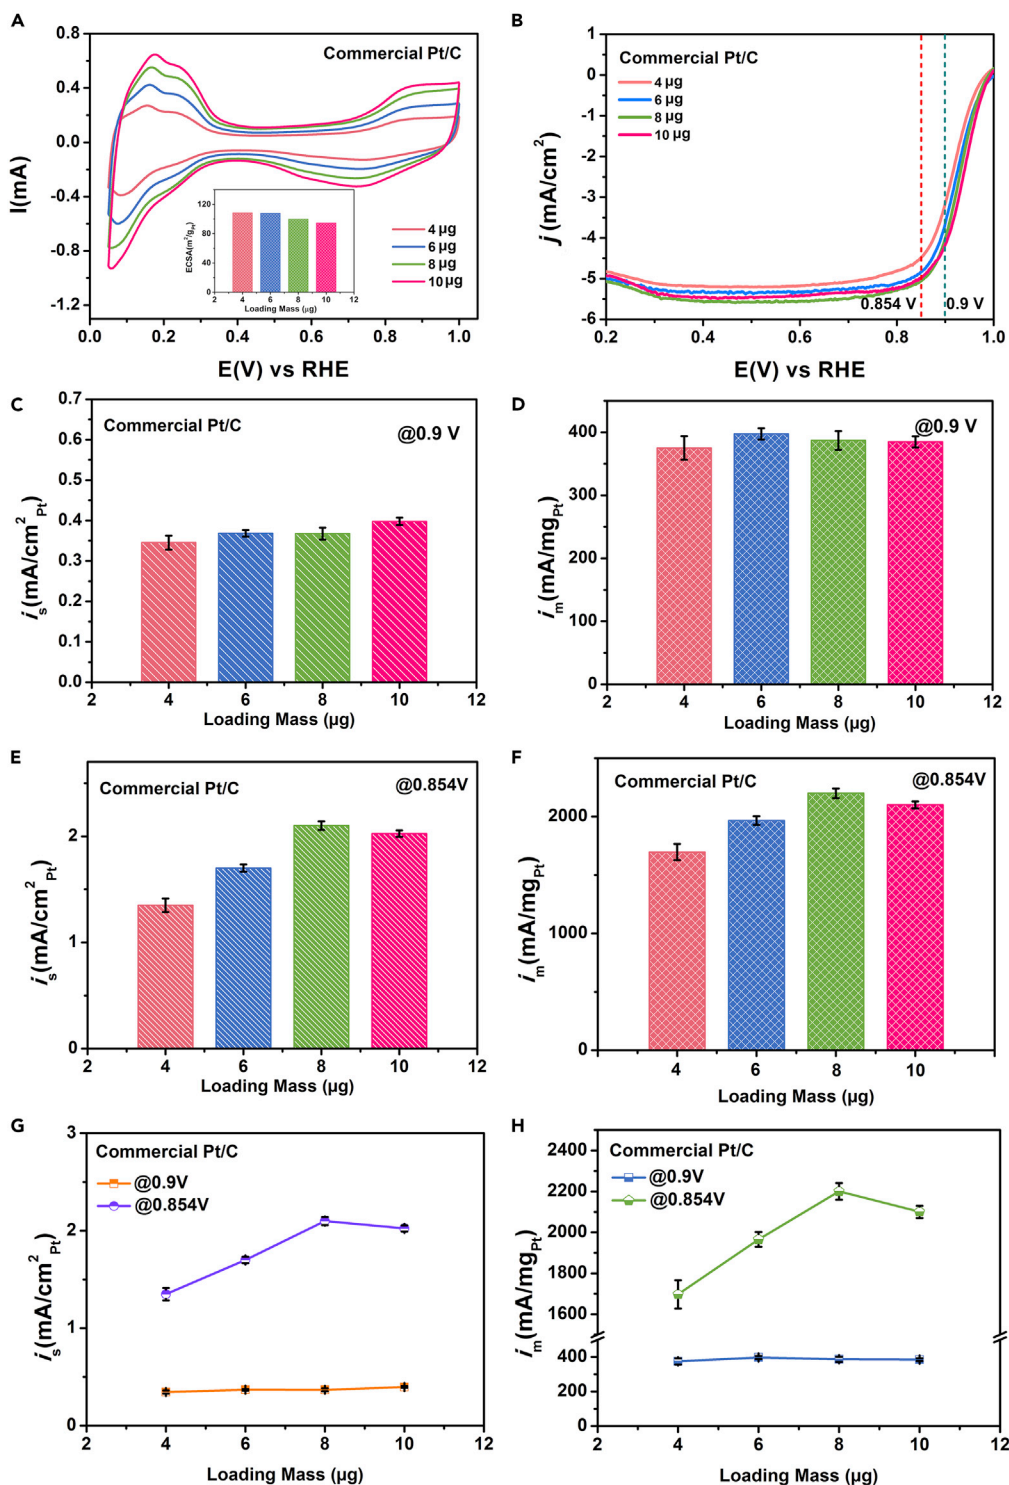 A
Commercial Pt/C
0.8
0.4
0.0
-0.4
-0.8
-1.2
I(mA)
0.0
0.2
0.4
0.6
0.8
1.0
E(V) vs RHE
4 µg
6 µg
8 µg
10 µg
120
80
40
0
ECSA(m²/gPt)
2
4
6
8
10
12
Loading Mass (µg)
B
Commercial Pt/C
4 µg
6 µg
8 µg
10 µg
0
-1
-2
-3
-4
-5
-6
j (mA/cm²)
0.854 V
0.9 V
0.2
0.4
0.6
0.8
1.0
E(V) vs RHE
C
Commercial Pt/C
@0.9 V
0.7
0.6
0.5
0.4
0.3
0.2
0.1
0.0
is(mA/cm²Pt)
2
4
6
8
10
12
Loading Mass (µg)
D
@0.9 V
400
300
200
100
0
im(mA/mgPt)
2
4
6
8
10
12
Loading Mass (µg)
E
Commercial Pt/C
@0.854V
2
1
0
is(mA/cm²Pt)
2
4
6
8
10
12
Loading Mass (µg)
F
Commercial Pt/C
@0.854V
2000
1000
0
im(mA/mgPt)
4
6
8
10
Loading Mass (µg)
G
Commercial Pt/C
@0.9V
@0.854V
3
2
1
0
is(mA/cm²Pt)
2
4
6
8
10
12
Loading Mass (µg)
H
Commercial Pt/C
@0.9V
@0.854V
2400
2200
2000
1800
1600
400
200
0
im(mA/mgPt)
2
4
6
8
10
12
Loading Mass (µg)